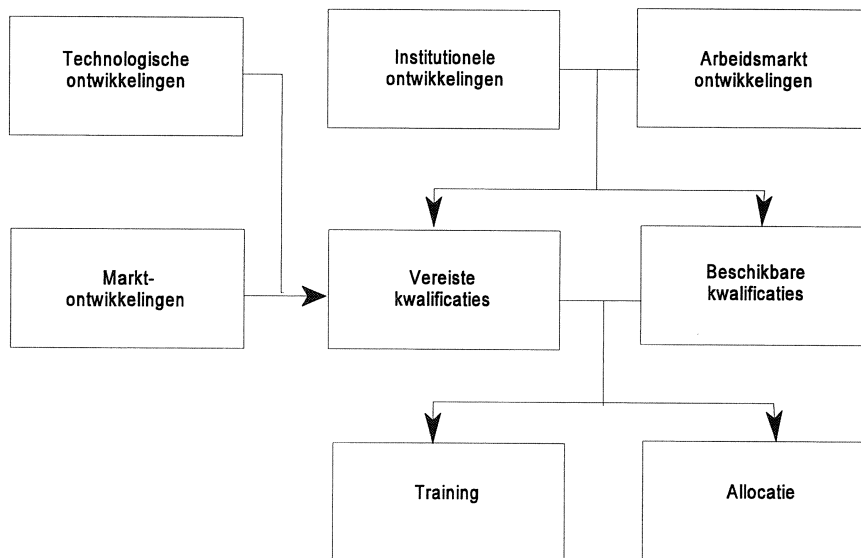 Technologische
ontwikkelingen
Institutionele
ontwikkelingen
Arbeidsmarkt
ontwikkelingen
Markt-
ontwikkelingen
Vereiste
kwalificaties
Beschikbare
kwalificaties
Training
Allocatie